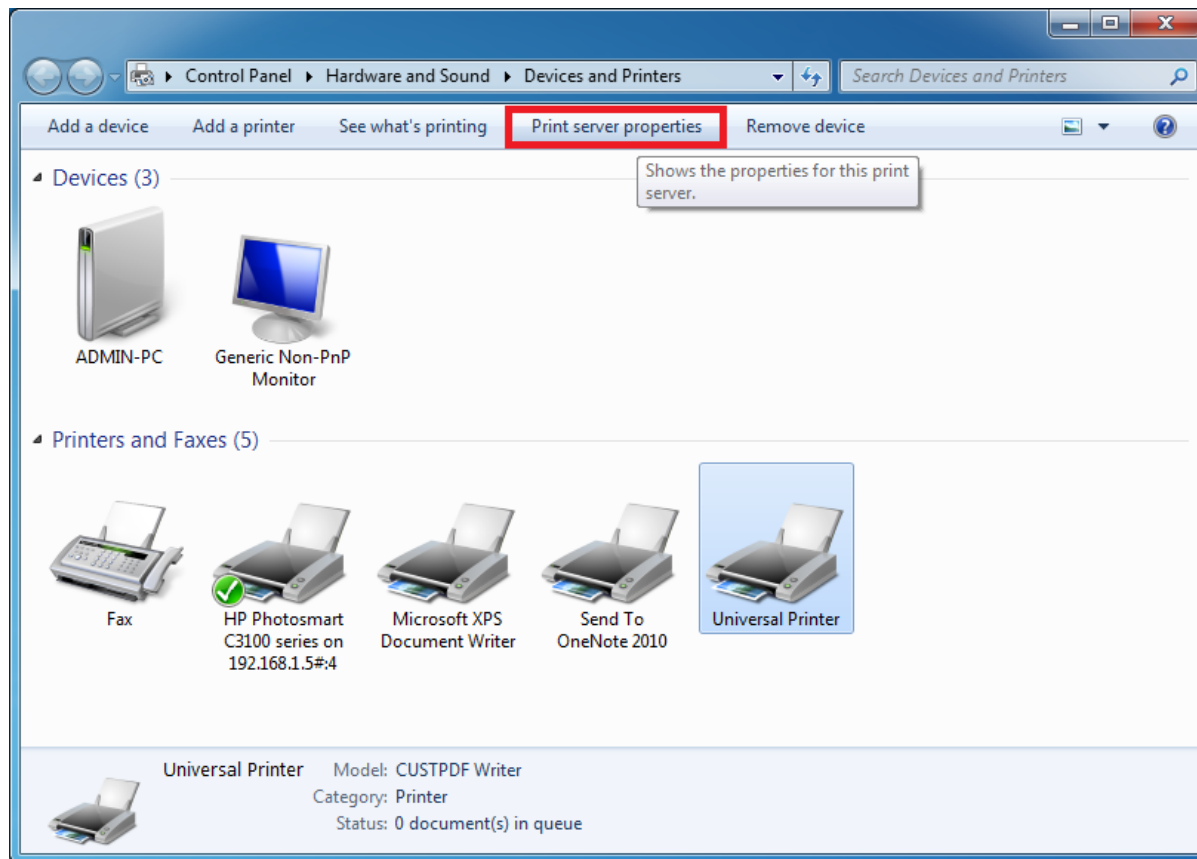 Control Panel Hardware and Sound Devices and Printers Search Devices and Printers
Add a device Add a printer See what's printing Print server properties Remove device
Shows the properties for this print
server.
Devices (3)
ADMIN-PC
Generic Non-PnP
Monitor
Printers and Faxes (5)
Fax
HP Photosmart
C3100 series on
192.168.1.5#:4
Microsoft XPS
Document Writer
Send To
OneNote 2010
Universal Printer
Universal Printer Model: CUSTPDF Writer
Category: Printer
Status: 0 document(s) in queue